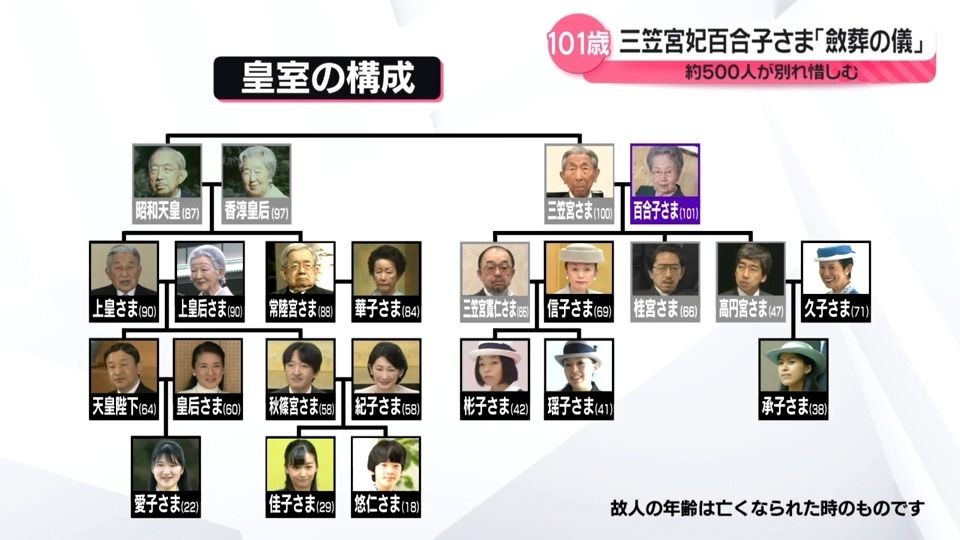 101歳
三笠宮妃百合子さま「斂葬の儀」
約500人が別れ惜しむ
皇室の構成
昭和天皇(87)
香淳皇后(97)
三笠宮さま(100)
百合子さま(101)
上皇さま(90)
上皇后さま(90)
常陸宮さま(88)
華子さま(84)
三笠宮寬仁さま(66)
信子さま(69)
桂宮さま(66)
高円宮さま(47)
久子さま(71)
天皇陛下(64)
皇后さま(60)
秋篠宮さま(58)
紀子さま(58)
彬子さま(42)
瑶子さま(41)
承子さま(38)
愛子さま(22)
佳子さま(29)
悠仁さま(18)
故人の年齢は亡くなられた時のものです